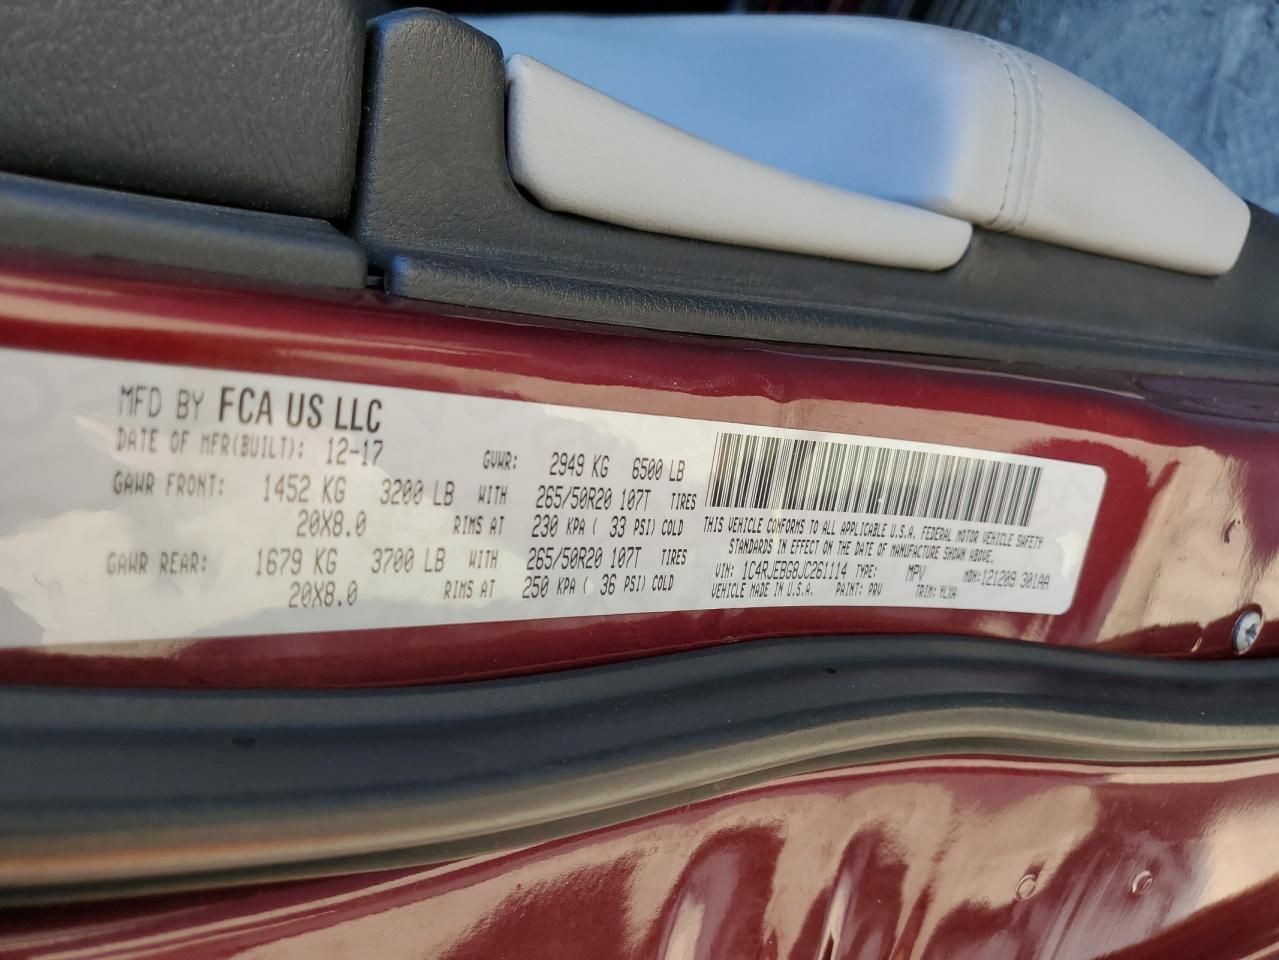 MFD BY FCA US LLC
DATE OF MFR(BUILT): 12-17 GVWR: 2949 KG 6500 LB
GAWR FRONT: 1452 KG 3200 LB WITH 265/50R20 107T TIRES
20X8.0 RIMS AT 230 KPA ( 33 PSI) COLD
GAWR REAR: 1679 KG 3700 LB WITH 265/50R20 107T TIRES
20X8.0 RIMS AT 250 KPA ( 36 PSI) COLD
THIS VEHICLE CONFORMS TO ALL APPLICABLE U.S.A. FEDERAL MOTOR VEHICLE SAFETY
STANDARDS IN EFFECT ON THE DATE OF MANUFACTURE SHOWN ABOVE.
VIN: 1C4RJEBG8JC261114 TYPE: MPV MDH: 121209 301AA
VEHICLE MADE IN U.S.A. PAINT: PRV TRIM: